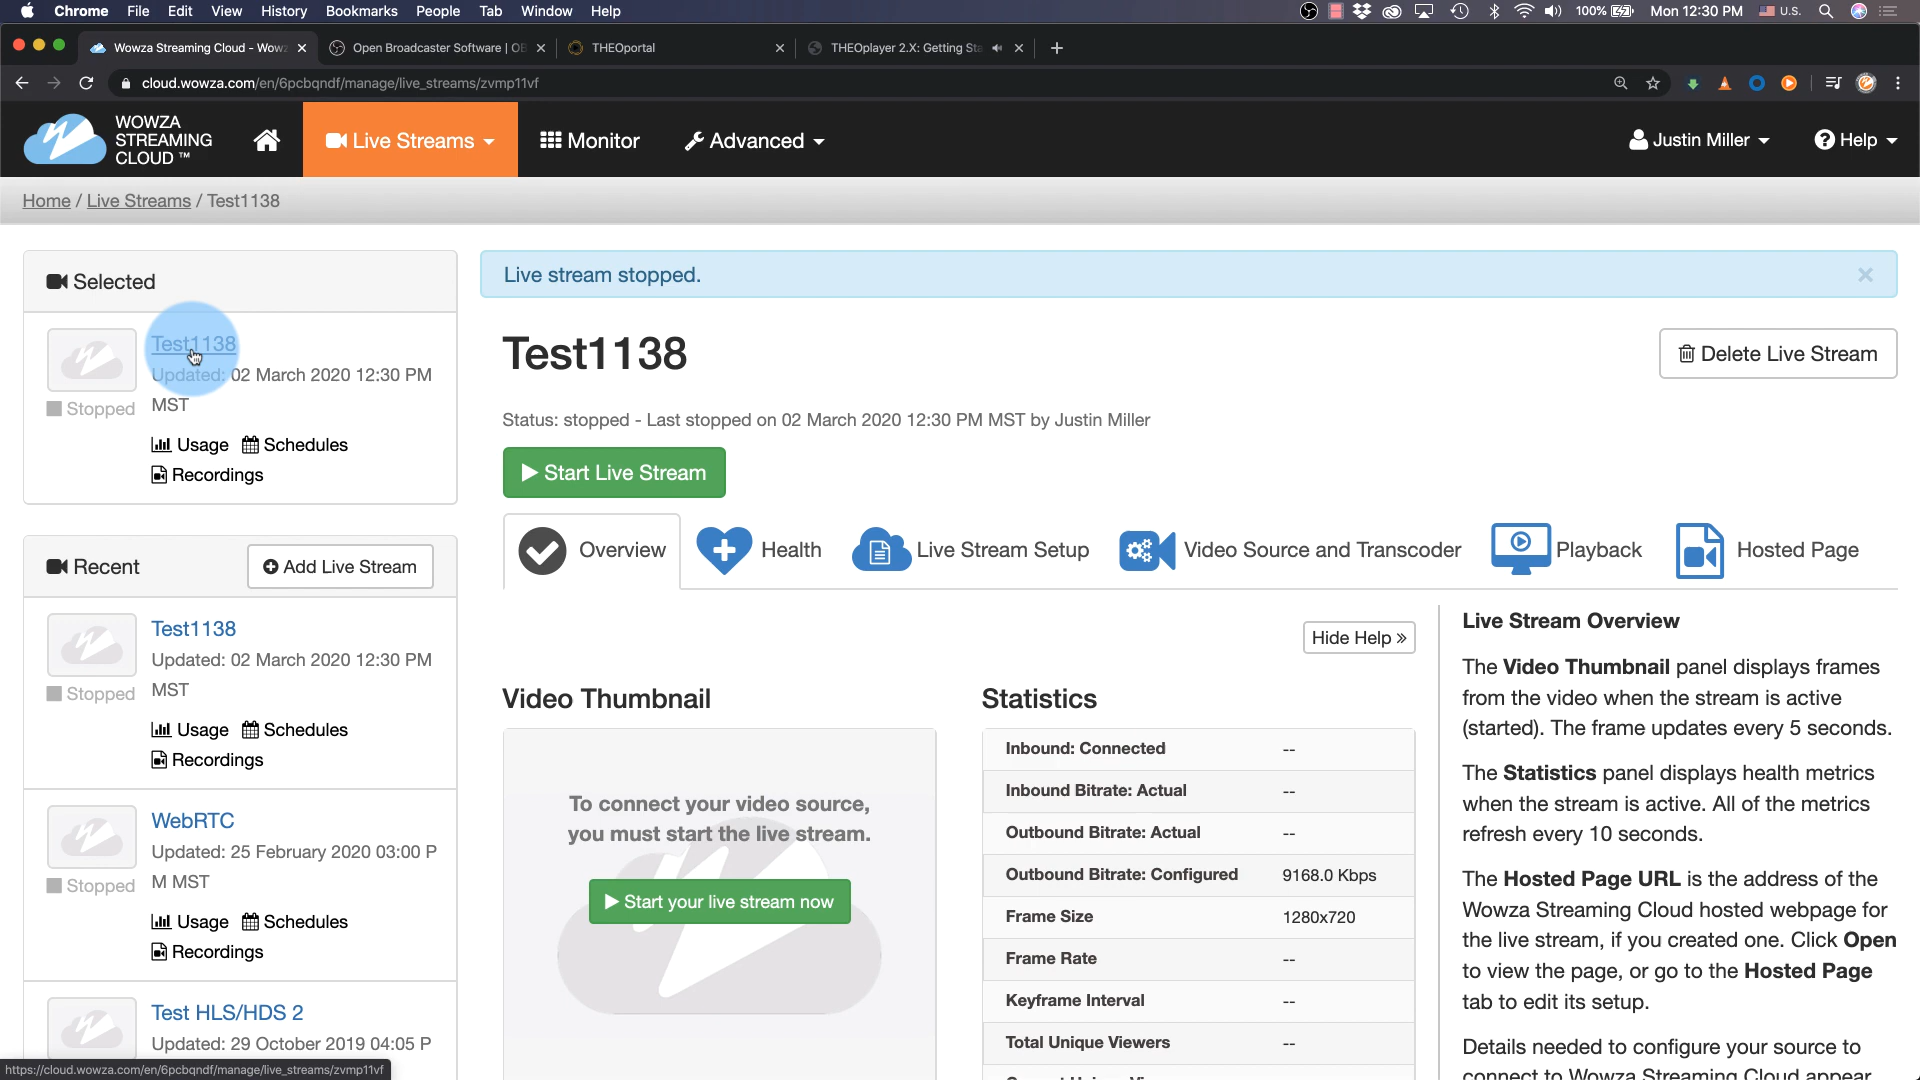 Chrome File Edit View History Bookmarks People Tab Window Help 100% Mon 12:30 PM U.S.
Wowza Streaming Cloud - Wowz Open Broadcaster Software | OB THEOportal THEOplayer 2.X: Getting Sta
cloud.wowza.com/en/6pcbqndf/manage/live_streams/zvmp11vf
WOWZA
STREAMING
CLOUD ™
Live Streams Monitor Advanced Justin Miller Help
Home / Live Streams / Test1138
Selected
Test1138
Updated: 02 March 2020 12:30 PM
MST
Stopped
Usage Schedules
Recordings
Recent Add Live Stream
Test1138
Updated: 02 March 2020 12:30 PM
MST
Stopped
Usage Schedules
Recordings
WebRTC
Updated: 25 February 2020 03:00 P
M MST
Stopped
Usage Schedules
Recordings
Test HLS/HDS 2
Updated: 29 October 2019 04:05 P
https://cloud.wowza.com/en/6pcbqndf/manage/live_streams/zvmp11vf
Live stream stopped.
Test1138
Delete Live Stream
Status: stopped - Last stopped on 02 March 2020 12:30 PM MST by Justin Miller
Start Live Stream
Overview Health Live Stream Setup Video Source and Transcoder Playback Hosted Page
Hide Help »
Video Thumbnail
To connect your video source,
you must start the live stream.
Start your live stream now
Statistics
Inbound: Connected --
Inbound Bitrate: Actual --
Outbound Bitrate: Actual --
Outbound Bitrate: Configured 9168.0 Kbps
Frame Size 1280x720
Frame Rate --
Keyframe Interval --
Total Unique Viewers --
Live Stream Overview
The Video Thumbnail panel displays frames
from the video when the stream is active
(started). The frame updates every 5 seconds.
The Statistics panel displays health metrics
when the stream is active. All of the metrics
refresh every 10 seconds.
The Hosted Page URL is the address of the
Wowza Streaming Cloud hosted webpage for
the live stream, if you created one. Click Open
to view the page, or go to the Hosted Page
tab to edit its setup.
Details needed to configure your source to
connect to Wowza Streaming Cloud appear